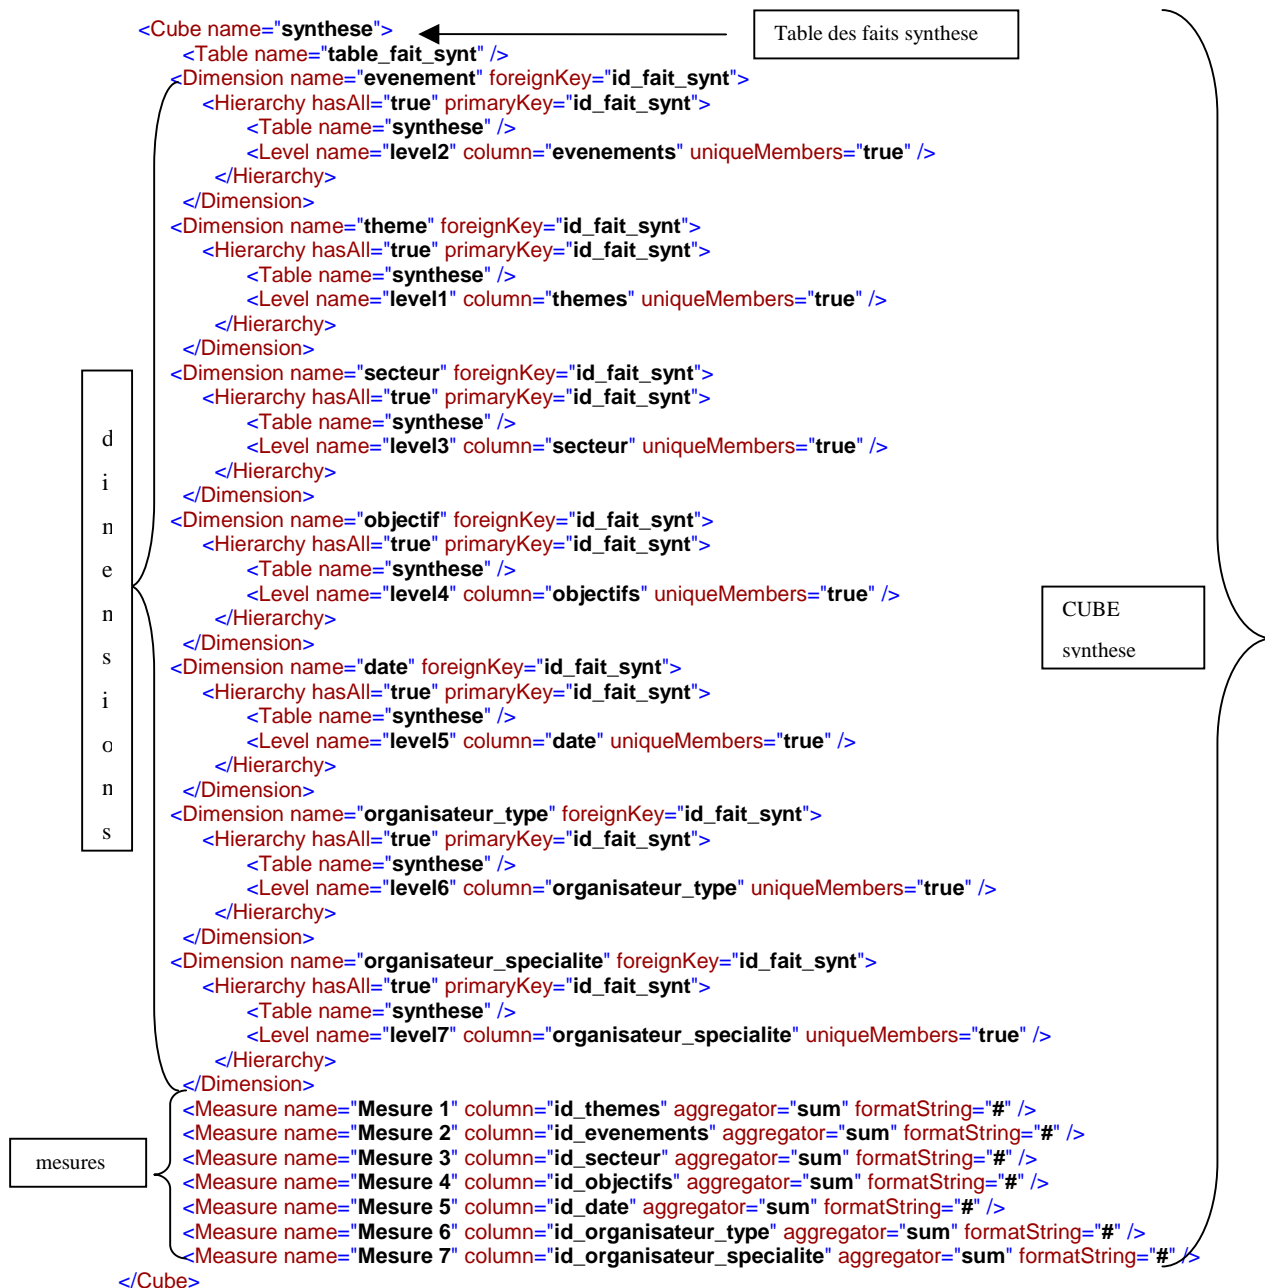 <Cube name="synthese">
Table des faits synthese
<Table name="table_fait_synt" />
<Dimension name="evenement" foreignKey="id_fait_synt">
<Hierarchy hasAll="true" primaryKey="id_fait_synt">
<Table name="synthese" />
<Level name="level2" column="evenements" uniqueMembers="true" />
</Hierarchy>
</Dimension>
<Dimension name="theme" foreignKey="id_fait_synt">
<Hierarchy hasAll="true" primaryKey="id_fait_synt">
<Table name="synthese" />
<Level name="level1" column="themes" uniqueMembers="true" />
</Hierarchy>
</Dimension>
<Dimension name="secteur" foreignKey="id_fait_synt">
<Hierarchy hasAll="true" primaryKey="id_fait_synt">
<Table name="synthese" />
<Level name="level3" column="secteur" uniqueMembers="true" />
</Hierarchy>
</Dimension>
<Dimension name="objectif" foreignKey="id_fait_synt">
<Hierarchy hasAll="true" primaryKey="id_fait_synt">
<Table name="synthese" />
<Level name="level4" column="objectifs" uniqueMembers="true" />
</Hierarchy>
</Dimension>
<Dimension name="date" foreignKey="id_fait_synt">
<Hierarchy hasAll="true" primaryKey="id_fait_synt">
<Table name="synthese" />
<Level name="level5" column="date" uniqueMembers="true" />
</Hierarchy>
</Dimension>
<Dimension name="organisateur_type" foreignKey="id_fait_synt">
<Hierarchy hasAll="true" primaryKey="id_fait_synt">
<Table name="synthese" />
<Level name="level6" column="organisateur_type" uniqueMembers="true" />
</Hierarchy>
</Dimension>
<Dimension name="organisateur_specialite" foreignKey="id_fait_synt">
<Hierarchy hasAll="true" primaryKey="id_fait_synt">
<Table name="synthese" />
<Level name="level7" column="organisateur_specialite" uniqueMembers="true" />
</Hierarchy>
</Dimension>
<Measure name="Mesure 1" column="id_themes" aggregator="sum" formatString="#" />
<Measure name="Mesure 2" column="id_evenements" aggregator="sum" formatString="#" />
<Measure name="Mesure 3" column="id_secteur" aggregator="sum" formatString="#" />
<Measure name="Mesure 4" column="id_objectifs" aggregator="sum" formatString="#" />
<Measure name="Mesure 5" column="id_date" aggregator="sum" formatString="#" />
<Measure name="Mesure 6" column="id_organisateur_type" aggregator="sum" formatString="#" />
<Measure name="Mesure 7" column="id_organisateur_specialite" aggregator="sum" formatString="#" />
</Cube>
d
i
m
e
n
s
i
o
n
s
mesures
CUBE
synthese